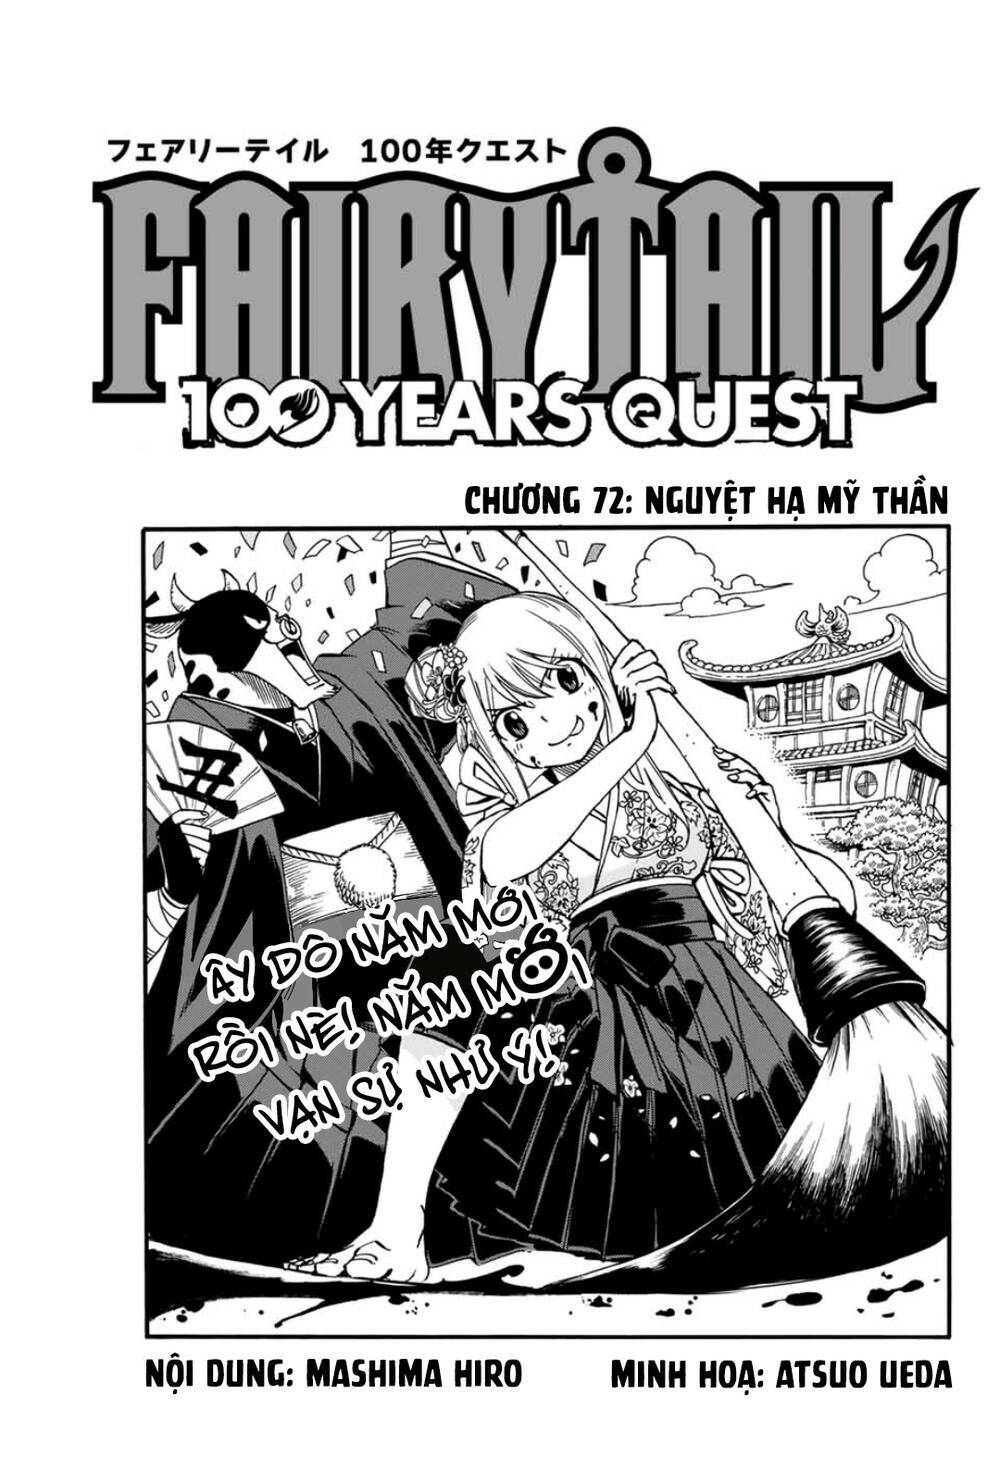 フェアリーテイル 100年クエスト
FAIRY TAIL
100 YEARS QUEST
CHƯƠNG 72: NGUYỆT HẠ MỸ THẦN
丑
ÂY DÔ NĂM MỚI
RỒI NÈ! NĂM MỚI
VẠN SỰ NHƯ Ý!
NỘI DUNG: MASHIMA HIRO
MINH HOẠ: ATSUO UEDA